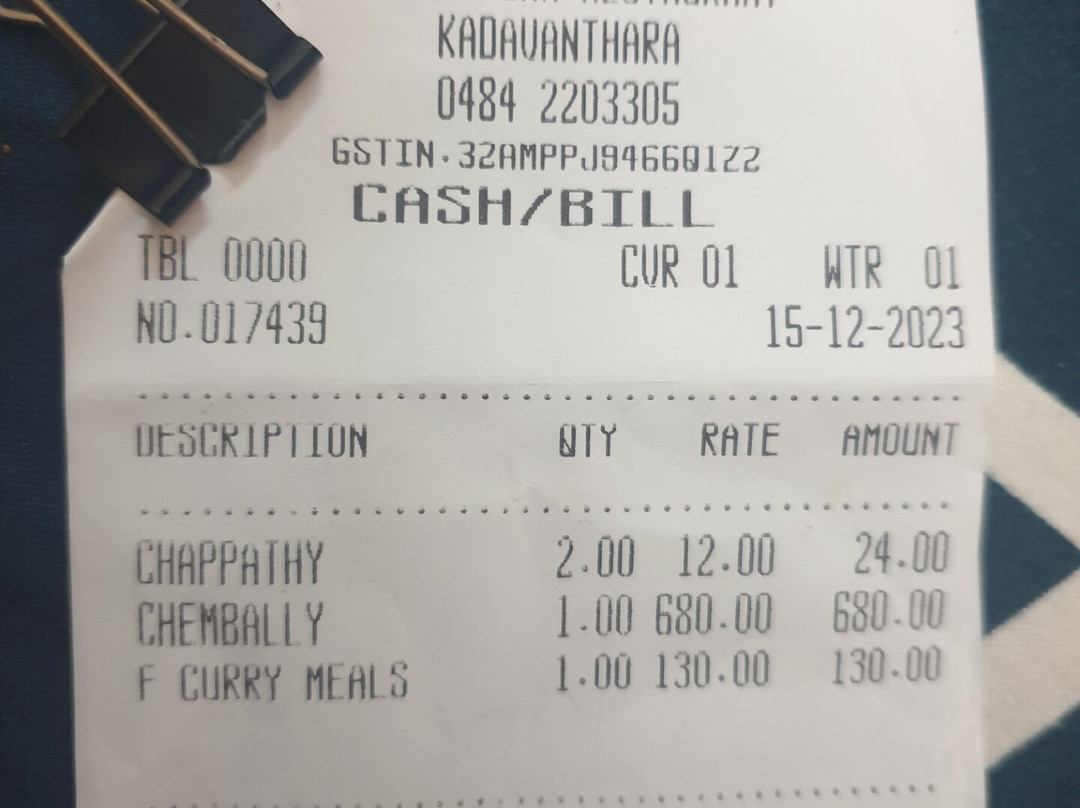 RESTAURANT
KADAVANTHARA
0484 2203305
GSTIN.32AMPPJ9466Q1Z2
CASH/BILL
TBL 0000 CVR 01 WTR 01
NO.017439 15-12-2023
DESCRIPTION QTY RATE AMOUNT
CHAPPATHY 2.00 12.00 24.00
CHEMBALLY 1.00 680.00 680.00
F CURRY MEALS 1.00 130.00 130.00